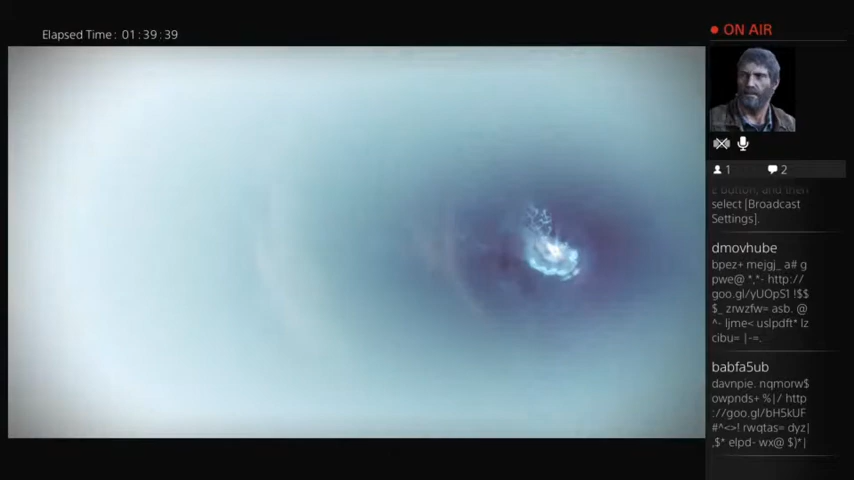 Elapsed Time: 01:39:39
ON AIR
1
2
E button, and then
select [Broadcast
Settings].
dmovhube
bpez+ mejgj_ a# g
pwe@ *,*- http://
goo.gl/yUOpS1 !$$
$_ zrwzfw= asb. @
^- ljme< uslpdft* lz
cibu= |-=.
babfa5ub
davnpie. nqmorw$
owpnds+ %|/ http
://goo.gl/bH5kUF
#^<>! rwqtas= dyz|
,$* elpd- wx@ $)*|